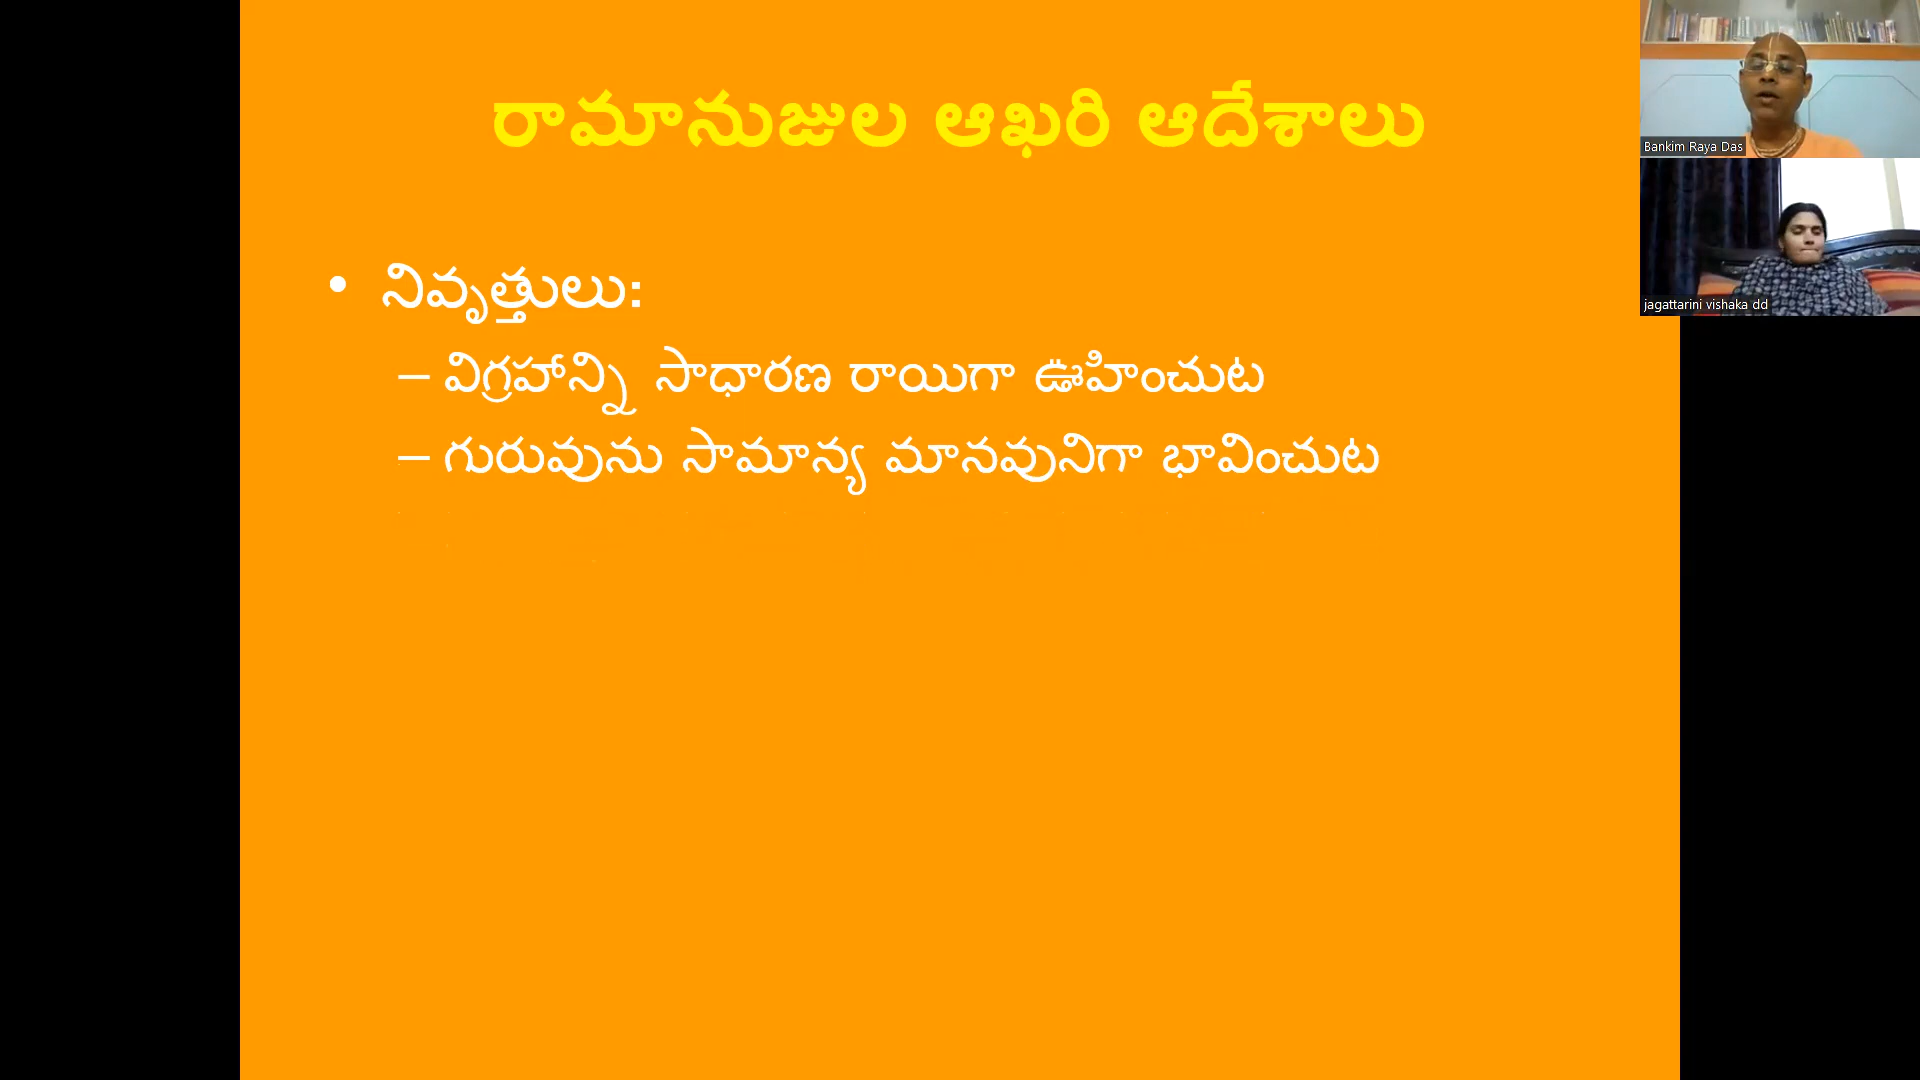 రామానుజుల ఆఖరి ఆదేశాలు
• నివృత్తులు:
– విగ్రహాన్ని సాధారణ రాయిగా ఊహించుట
– గురువును సామాన్య మానవునిగా భావించుట
Bankim Raya Das
jagattarini vishaka dd